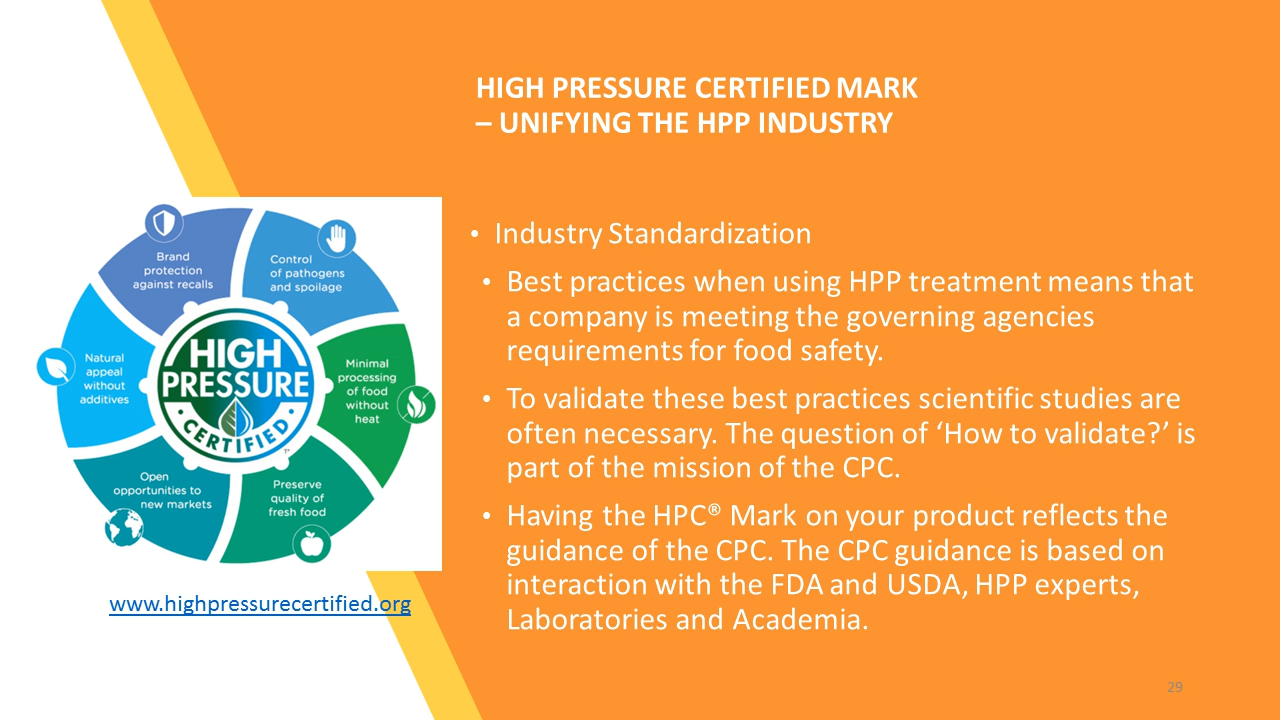 HIGH PRESSURE CERTIFIED MARK
– UNIFYING THE HPP INDUSTRY
Brand
protection
against recalls
Control
of pathogens
and spoilage
Natural
appeal
without
additives
HIGH
PRESSURE
CERTIFIED
Minimal
processing
of food
without
heat
Open
opportunities to
new markets
Preserve
quality of
fresh food
www.highpressurecertified.org
• Industry Standardization
• Best practices when using HPP treatment means that
a company is meeting the governing agencies
requirements for food safety.
• To validate these best practices scientific studies are
often necessary. The question of ‘How to validate?’ is
part of the mission of the CPC.
• Having the HPC® Mark on your product reflects the
guidance of the CPC. The CPC guidance is based on
interaction with the FDA and USDA, HPP experts,
Laboratories and Academia.
29